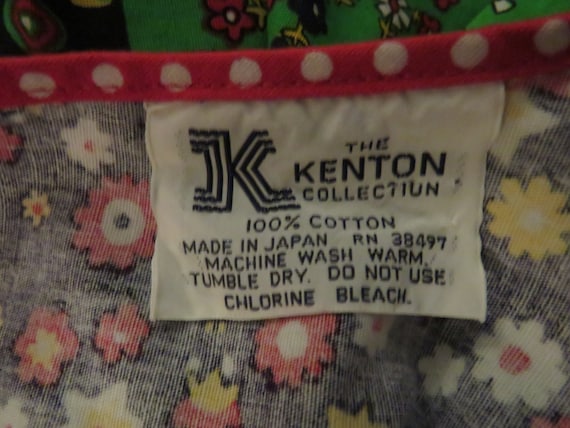 K
THE
KENTON
COLLECTION
100% COTTON
MADE IN JAPAN RN 38497
MACHINE WASH WARM.
TUMBLE DRY. DO NOT USE
CHLORINE BLEACH.